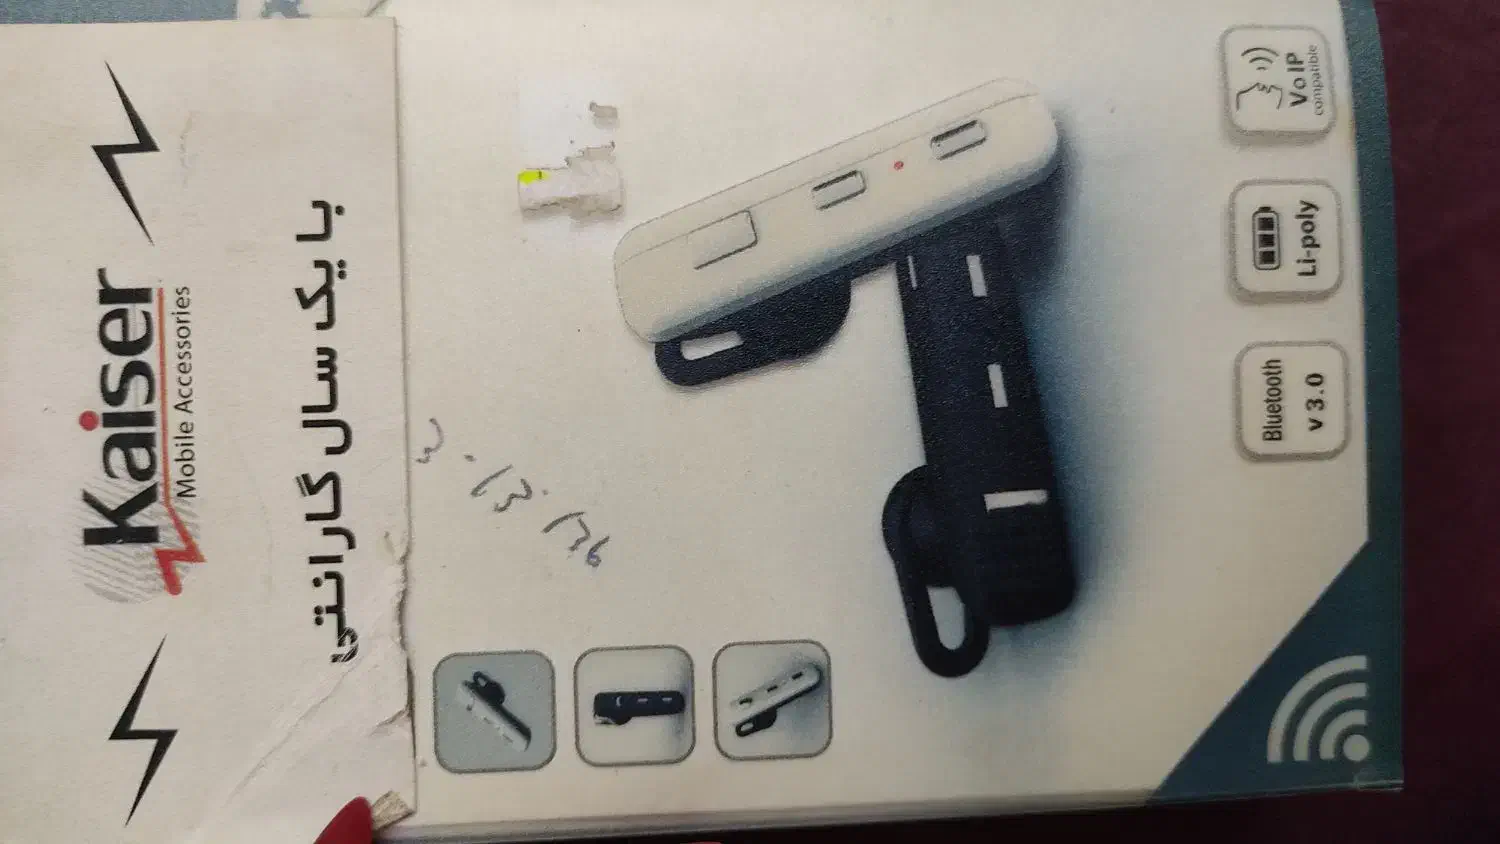 Kaiser
Mobile Accessories
با یک سال گارانتی
Bluetooth
v 3.0
Li-poly
VoIP
compatible